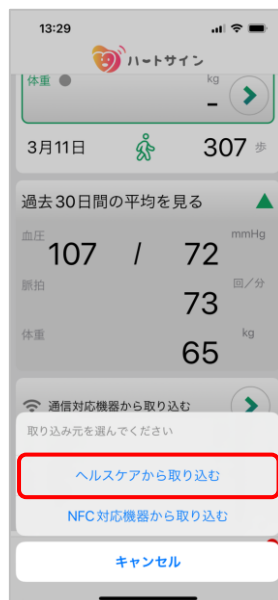 13:29
ハートサイン
体重
kg
-
3月11日
307 歩
過去30日間の平均を見る
血圧
mmHg
107 / 72
脈拍
回/分
73
体重
kg
65
通信対応機器から取り込む
取り込み元を選んでください
ヘルスケアから取り込む
NFC対応機器から取り込む
キャンセル